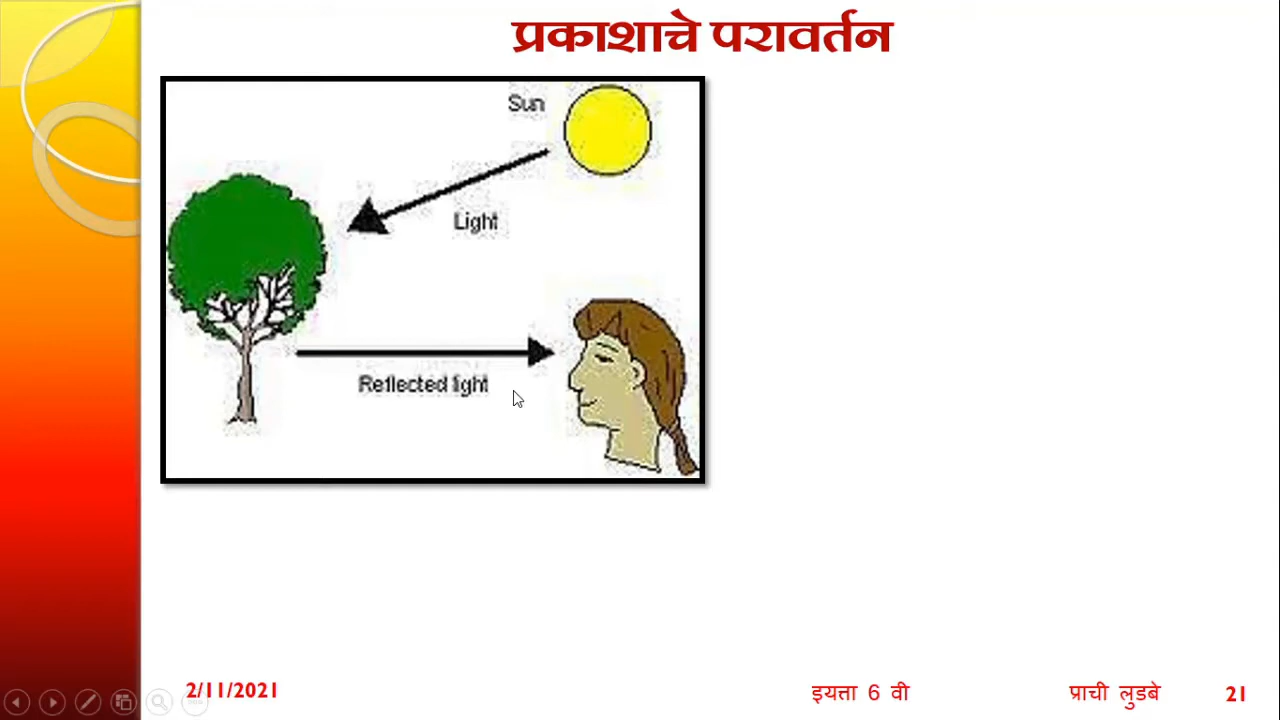 प्रकाशाचे परावर्तन
Sun
Light
Reflected light
2/11/2021
इयत्ता 6 वी
प्राची लुडबे
21